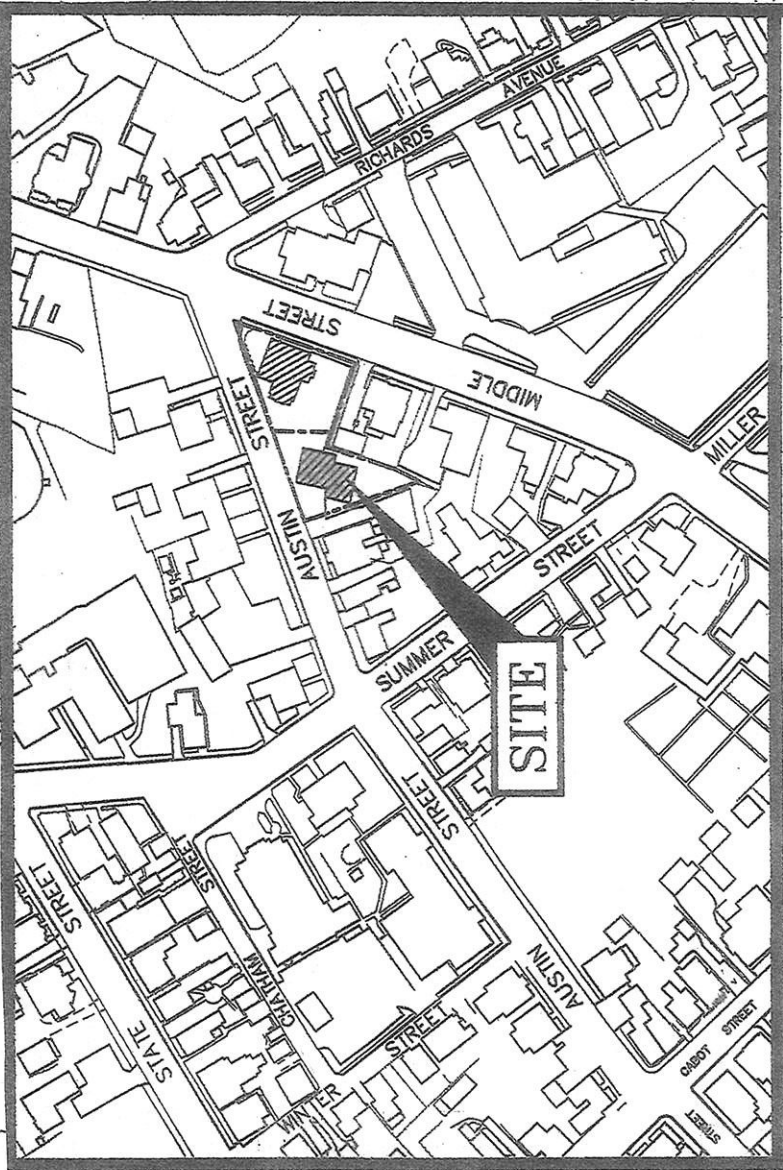 RICHARDS AVENUE
MIDDLE STREET
AUSTIN STREET
MILLER
SUMMER STREET
SITE
AUSTIN STREET
STATE STREET
CHATHAM STREET
WINTER STREET
CABOT STREET
STREET